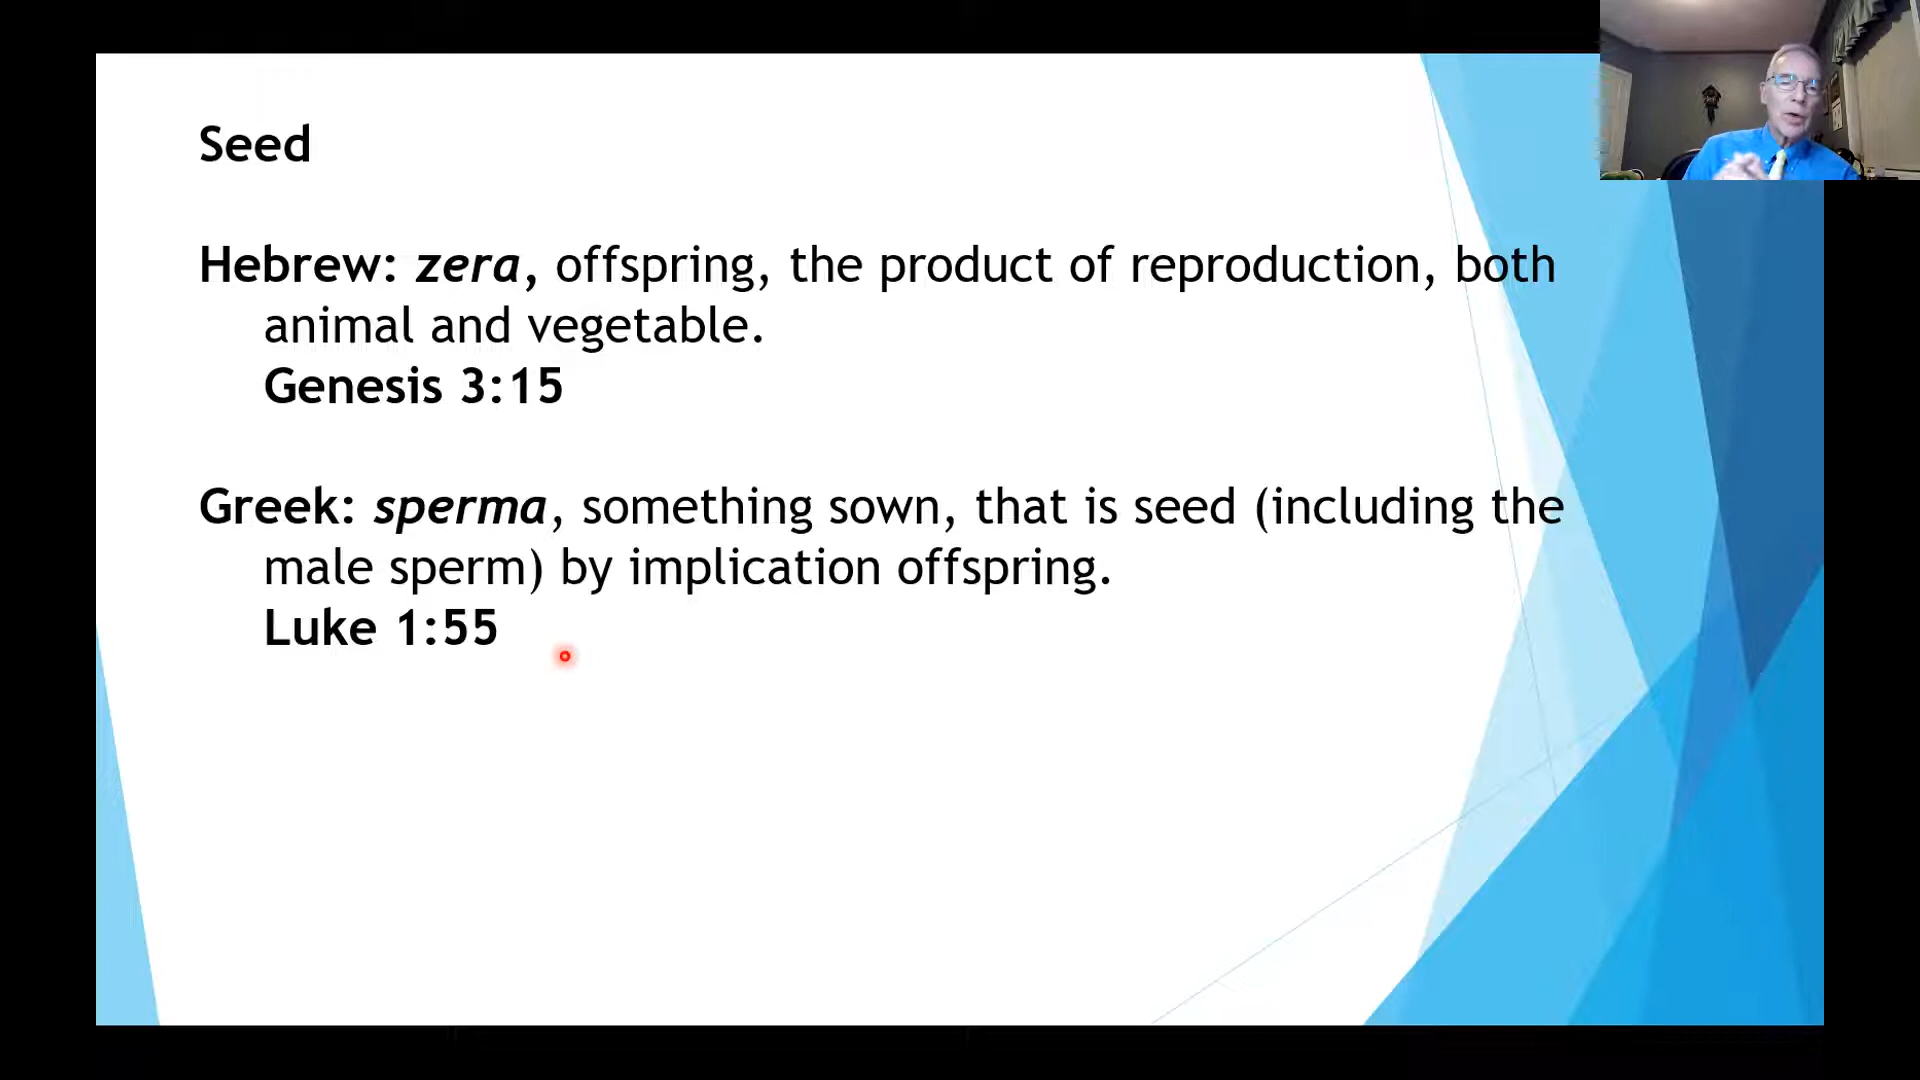 Seed
Hebrew: zera, offspring, the product of reproduction, both
animal and vegetable.
Genesis 3:15
Greek: sperma, something sown, that is seed (including the
male sperm) by implication offspring.
Luke 1:55